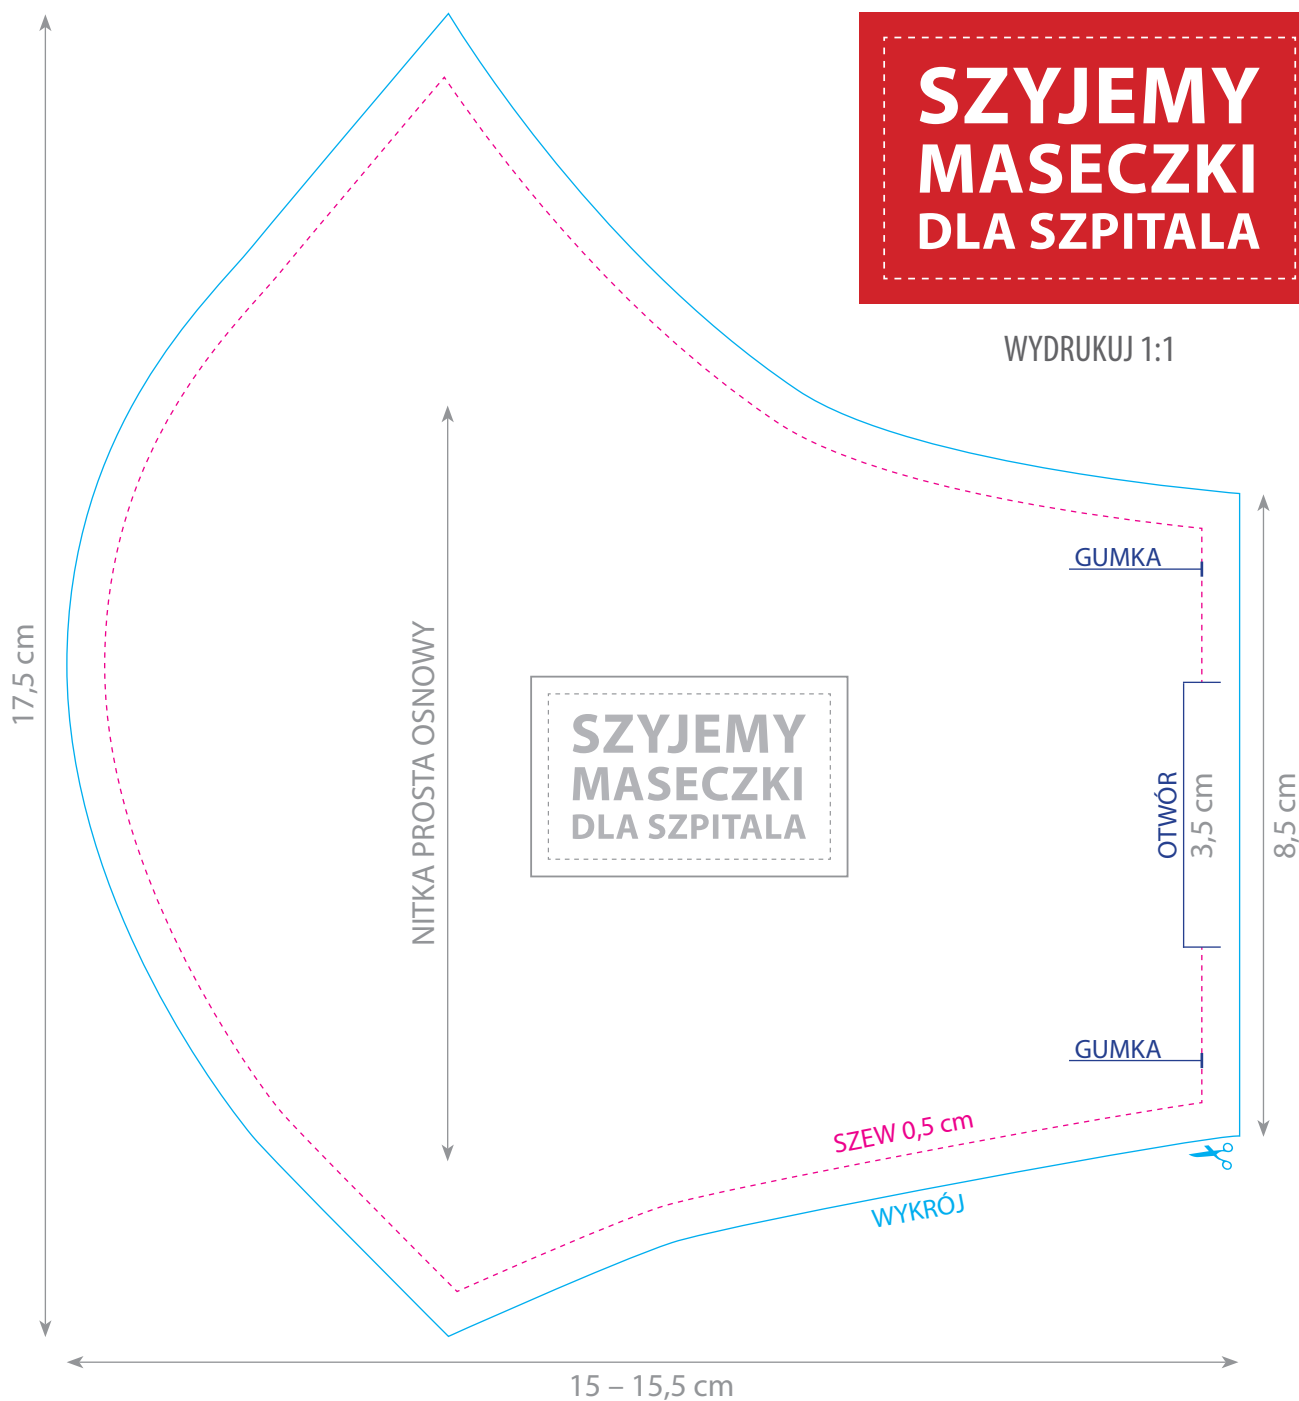 SZYJEMY
MASECZKI
DLA SZPITALA
WYDRUKUJ 1:1
GUMKA
17,5 cm
NITKA PROSTA OSNOWY
SZYJEMY
MASECZKI
DLA SZPITALA
OTWÓR
3,5 cm
8,5 cm
GUMKA
SZEW 0,5 cm
WYKRÓJ
15 – 15,5 cm